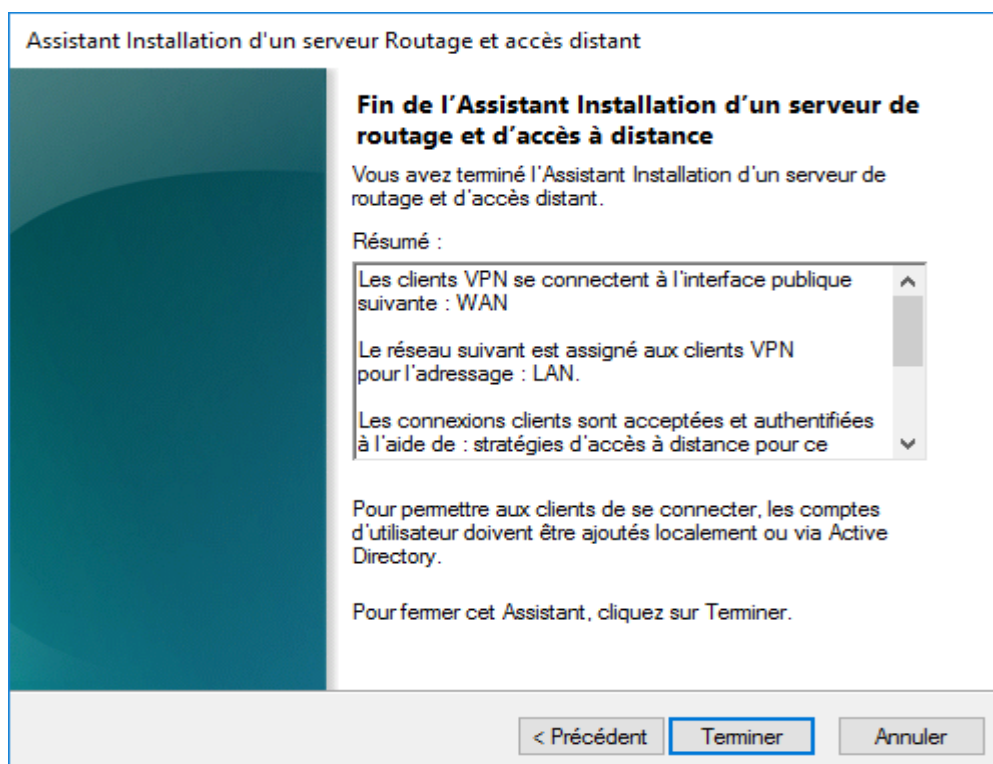 Assistant Installation d'un serveur Routage et accès distant
Fin de l'Assistant Installation d'un serveur de
routage et d'accès à distance
Vous avez terminé l'Assistant Installation d'un serveur de
routage et d'accès distant.
Résumé :
Les clients VPN se connectent à l'interface publique
suivante : WAN
Le réseau suivant est assigné aux clients VPN
pour l'adressage : LAN.
Les connexions clients sont acceptées et authentifiées
à l'aide de : stratégies d'accès à distance pour ce
Pour permettre aux clients de se connecter, les comptes
d'utilisateur doivent être ajoutés localement ou via Active
Directory.
Pour fermer cet Assistant, cliquez sur Terminer.
< Précédent
Terminer
Annuler